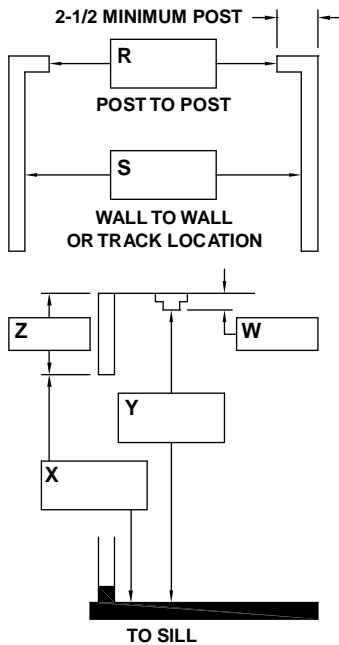 2-1/2 MINIMUM POST
R
POST TO POST
S
WALL TO WALL
OR TRACK LOCATION
Z
W
Y
X
TO SILL